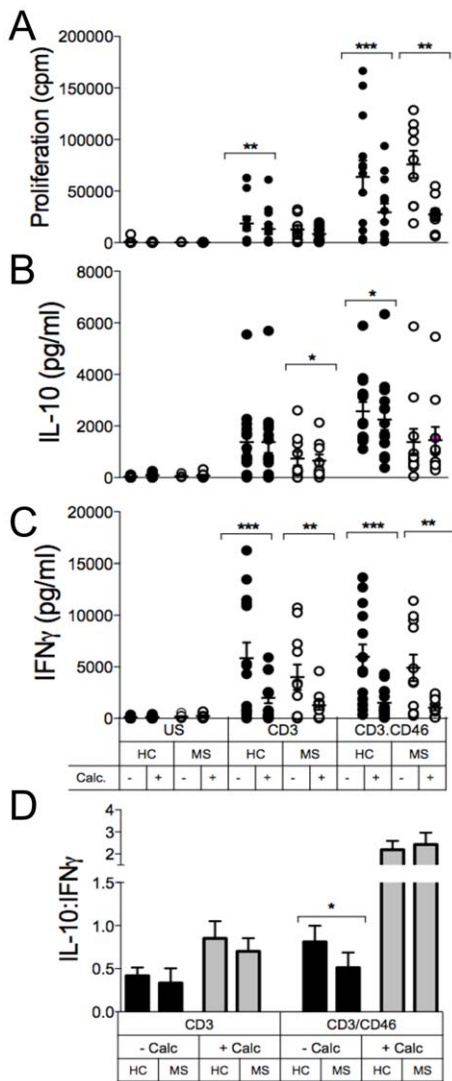 A
200000
***
**
150000
Proliferation (cpm)
100000
**
50000
0
B
8000
*
6000
IL-10 (pg/ml)
*
4000
2000
0
C
20000
***
**
***
**
15000
IFNγ (pg/ml)
10000
5000
0
US CD3 CD3.CD46
HC MS HC MS HC MS
Calc. - + - + - + - + - + - +
D
4
3
2
1
IL-10:IFNγ
1.0
*
0.5
0.0
CD3 CD3/CD46
- Calc + Calc - Calc + Calc
HC MS HC MS HC MS HC MS